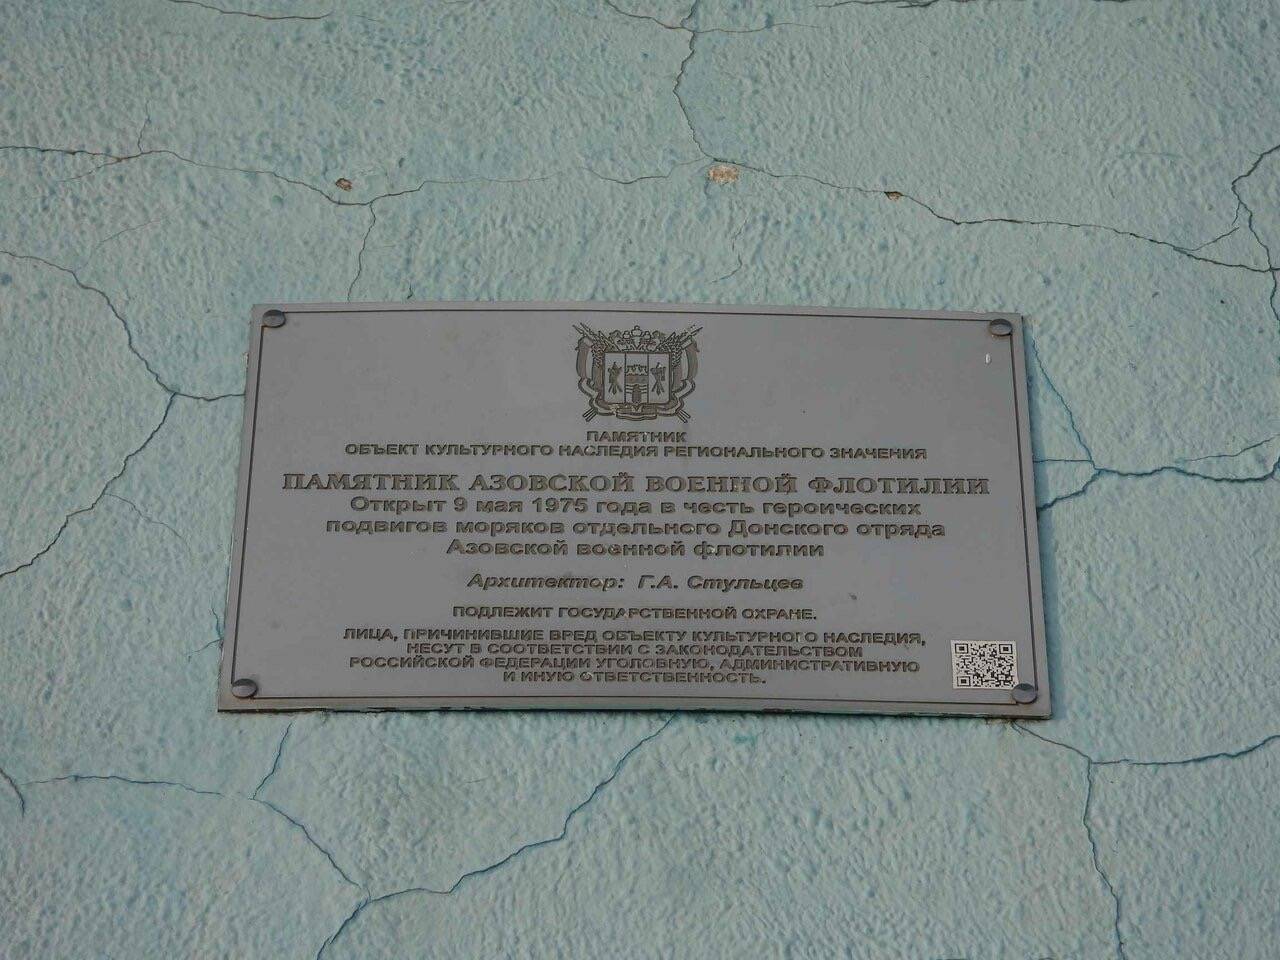 ПАМЯТНИК
ОБЪЕКТ КУЛЬТУРНОГО НАСЛЕДИЯ РЕГИОНАЛЬНОГО ЗНАЧЕНИЯ
ПАМЯТНИК АЗОВСКОЙ ВОЕННОЙ ФЛОТИЛИИ
Открыт 9 мая 1975 года в честь героических
подвигов моряков отдельного Донского отряда
Азовской военной флотилии
Архитектор: Г.А. Стульцев
ПОДЛЕЖИТ ГОСУДАРСТВЕННОЙ ОХРАНЕ.
ЛИЦА, ПРИЧИНИВШИЕ ВРЕД ОБЪЕКТУ КУЛЬТУРНОГО НАСЛЕДИЯ,
НЕСУТ В СООТВЕТСТВИИ С ЗАКОНОДАТЕЛЬСТВОМ
РОССИЙСКОЙ ФЕДЕРАЦИИ УГОЛОВНУЮ, АДМИНИСТРАТИВНУЮ
И ИНУЮ ОТВЕТСТВЕННОСТЬ.